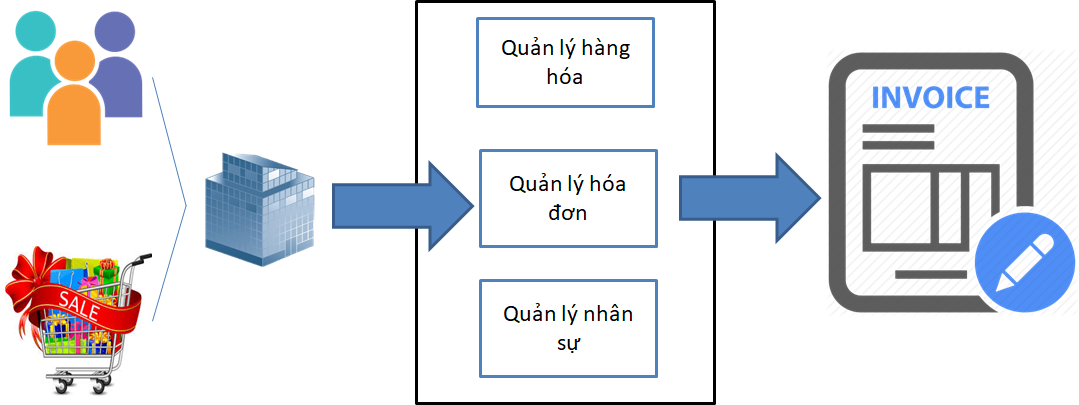 Quản lý hàng
hóa
INVOICE
Quản lý hóa
đơn
SALE
Quản lý nhân
sự